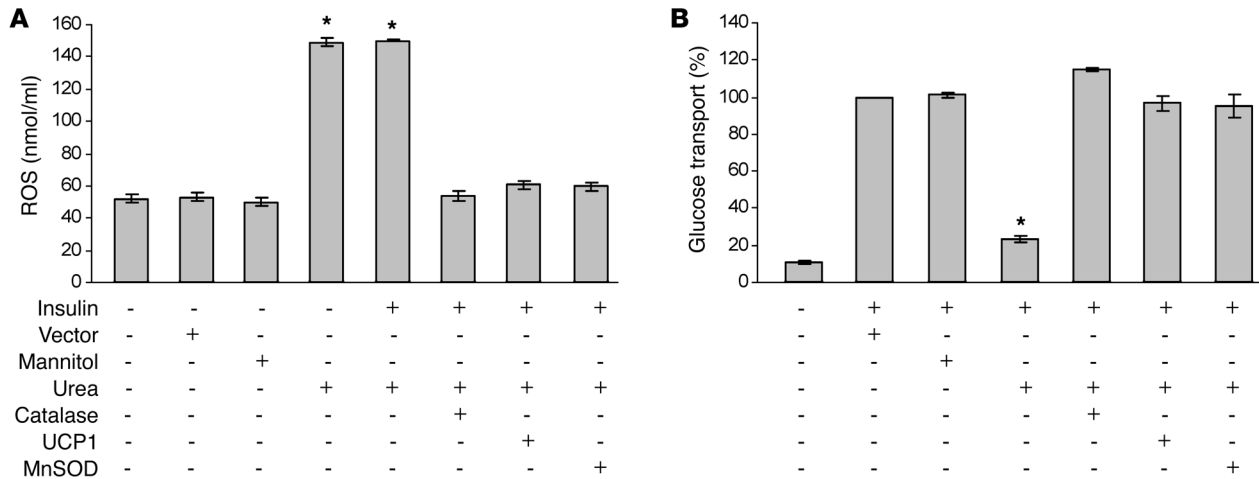 A
B
ROS (nmol/ml)
160
140
120
100
80
60
40
20
0
* *
Glucose transport (%)
140
120
100
80
60
40
20
0
*
Insulin - - - - + + + + - + + + + + +
Vector - + - - - - - - - + - - - - -
Mannitol - - + - - - - - - - + - - - -
Urea - - - + + + + + - - - + + + +
Catalase - - - - - + - - - - - - + - -
UCP1 - - - - - - + - - - - - - + -
MnSOD - - - - - - - + - - - - - - +